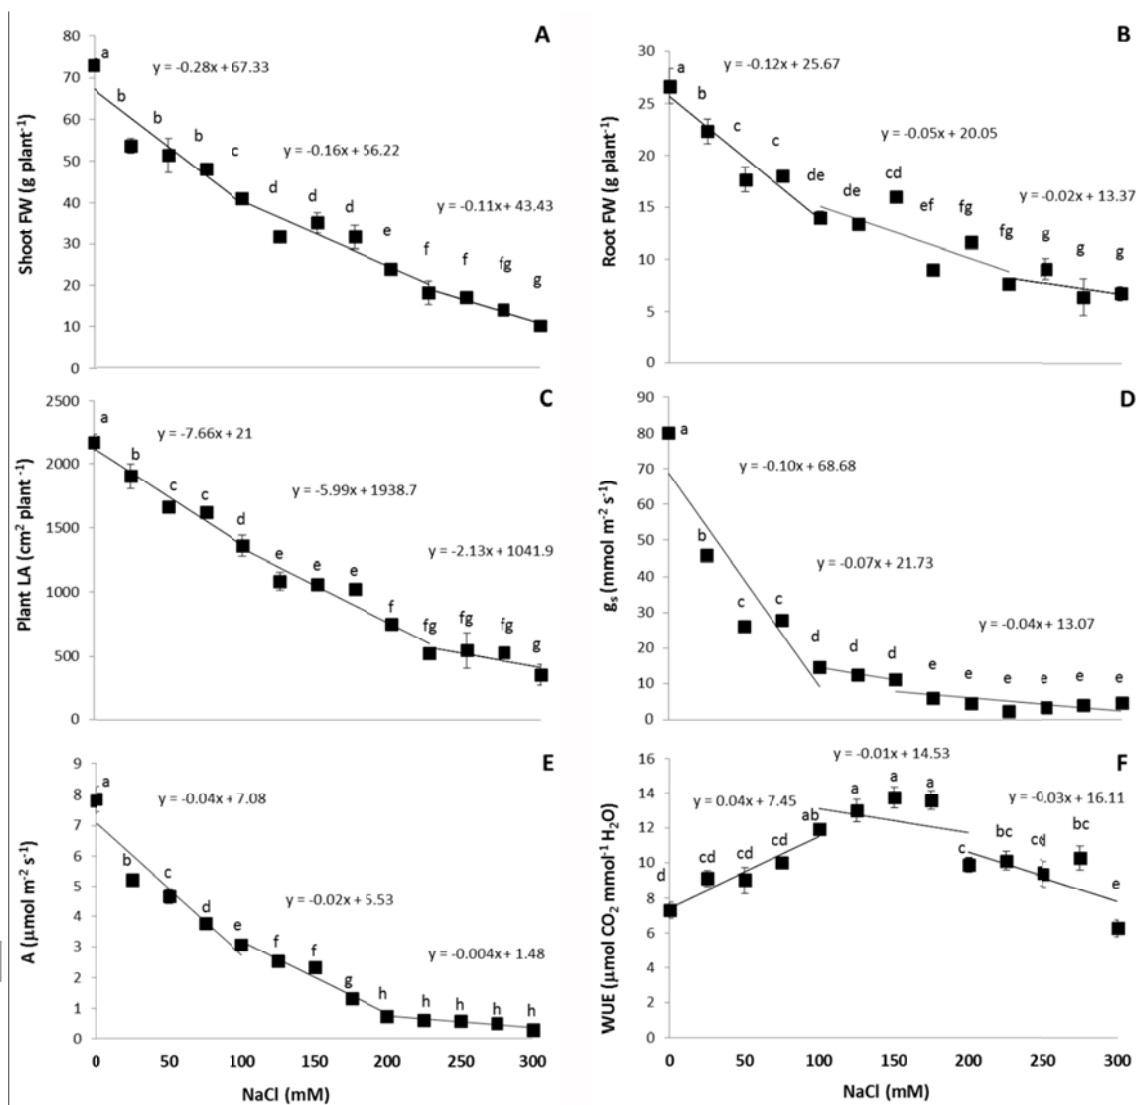 A
y = -0.28x + 67.33
y = -0.16x + 56.22
y = -0.11x + 43.43
Shoot FW (g plant⁻¹)
80
70
60
50
40
30
20
10
0
a
b
b
b
c
d
d
d
e
f
f
fg
g
B
y = -0.12x + 25.67
y = -0.05x + 20.05
y = -0.02x + 13.37
Root FW (g plant⁻¹)
30
25
20
15
10
5
0
a
b
c
c
de
de
cd
ef
fg
fg
g
g
g
C
y = -7.66x + 21
y = -5.99x + 1938.7
y = -2.13x + 1041.9
Plant LA (cm² plant⁻¹)
2500
2000
1500
1000
500
0
a
b
c
c
d
e
e
e
f
fg
fg
fg
g
D
y = -0.10x + 68.68
y = -0.07x + 21.73
y = -0.04x + 13.07
gₛ (mmol m⁻² s⁻¹)
90
80
70
60
50
40
30
20
10
0
a
b
c
c
d
d
d
e
e
e
e
e
e
E
y = -0.04x + 7.08
y = -0.02x + 5.53
y = -0.004x + 1.48
A (µmol m⁻² s⁻¹)
9
8
7
6
5
4
3
2
1
0
a
b
c
d
e
f
f
g
h
h
h
h
h
0
50
100
150
200
250
300
NaCl (mM)
F
y = -0.01x + 14.53
y = 0.04x + 7.45
y = -0.03x + 16.11
WUE (µmol CO₂ mmol⁻¹ H₂O)
16
14
12
10
8
6
4
2
0
d
cd
cd
cd
ab
a
a
a
c
bc
cd
bc
e
0
50
100
150
200
250
300
NaCl (mM)